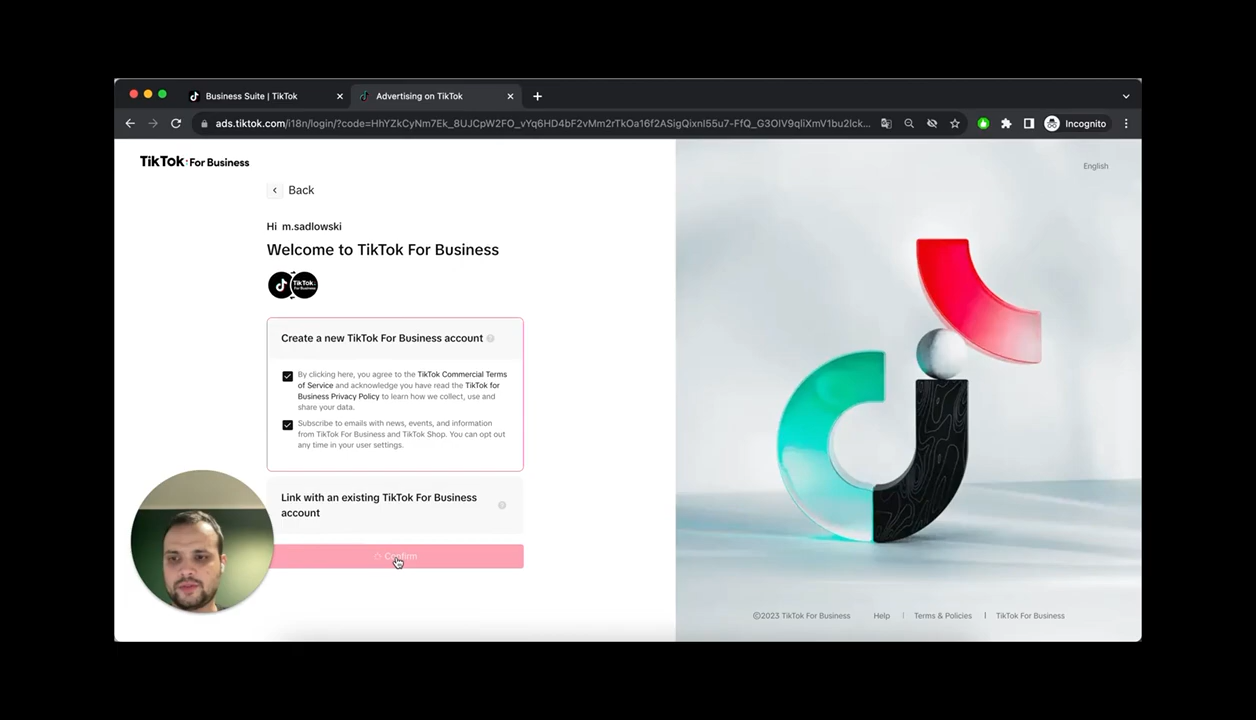 Business Suite | TikTok
Advertising on TikTok
ads.tiktok.com/i18n/login/?code=HhYZkCyNm7Ek_8UJCpW2FO_vYq6HD4bF2vMm2rTkOa16f2ASigQixnI55u7-FfQ_G3OIV9qIiXmV1bu2Ick...
Incognito
TikTok: For Business
English
Back
Hi m.sadlowski
Welcome to TikTok For Business
TikTok:
For Business
Create a new TikTok For Business account
By clicking here, you agree to the TikTok Commercial Terms
of Service and acknowledge you have read the TikTok for
Business Privacy Policy to learn how we collect, use and
share your data.
Subscribe to emails with news, events, and information
from TikTok For Business and TikTok Shop. You can opt out
any time in your user settings.
Link with an existing TikTok For Business
account
Confirm
©2023 TikTok For Business Help | Terms & Policies | TikTok For Business